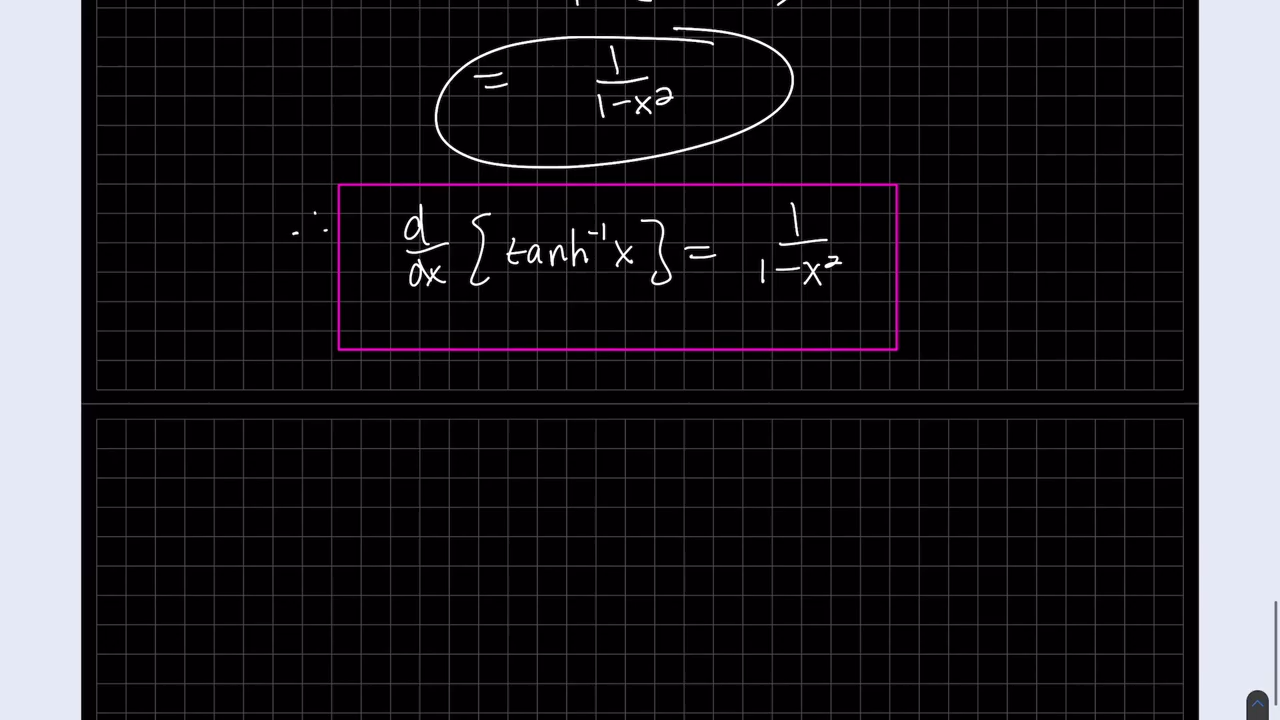 = 1/(1-x²)
∴ d/dx {tanh⁻¹x} = 1/(1-x²)